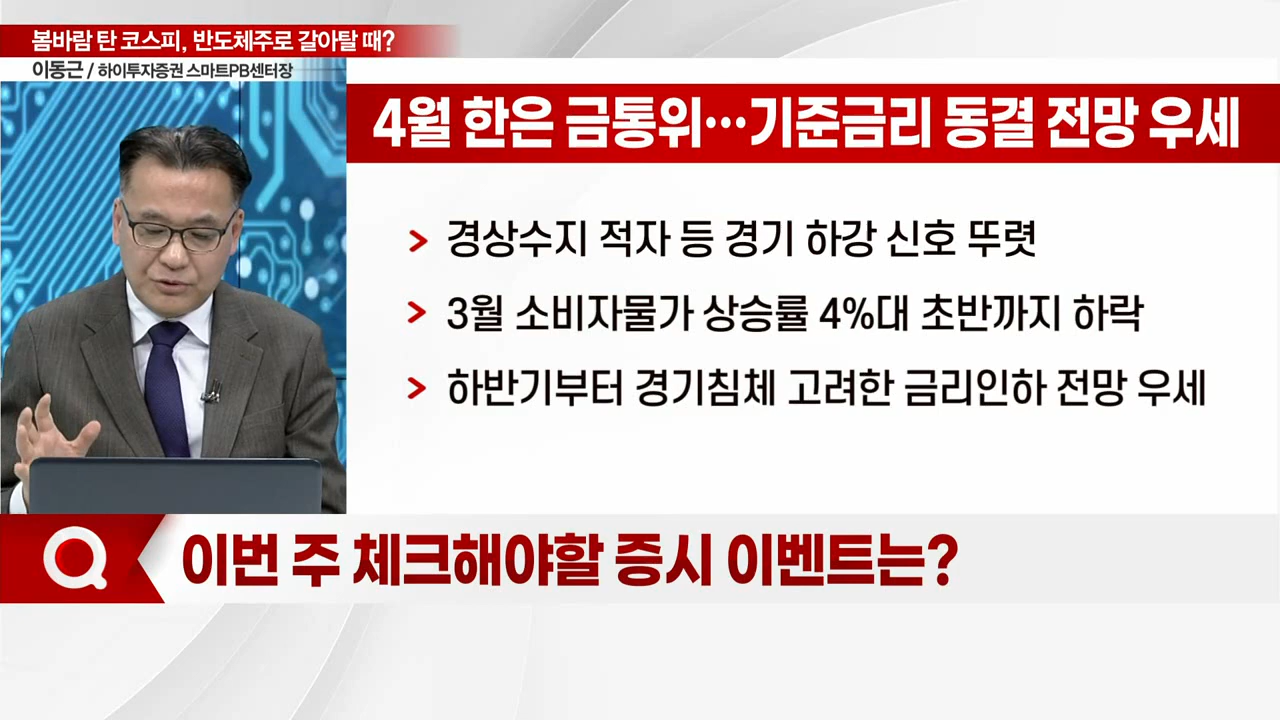 봄바람 탄 코스피, 반도체주로 갈아탈 때?
이동근 / 하이투자증권 스마트PB센터장
4월 한은 금통위…기준금리 동결 전망 우세
경상수지 적자 등 경기 하강 신호 뚜렷
3월 소비자물가 상승률 4%대 초반까지 하락
하반기부터 경기침체 고려한 금리인하 전망 우세
이번 주 체크해야할 증시 이벤트는?